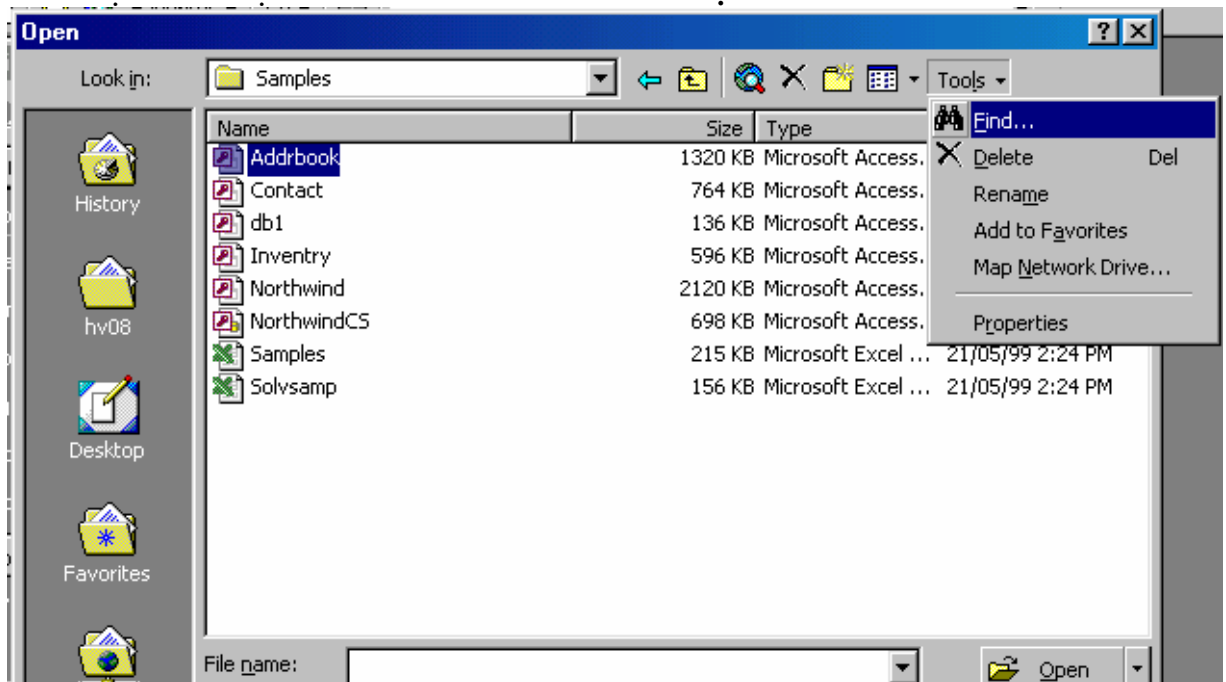 Open
Look in: Samples Tools
Name Size Type
Find...
Addrbook 1320 KB Microsoft Access.
Delete Del
Contact 764 KB Microsoft Access.
Rename
db1 136 KB Microsoft Access.
Add to Favorites
Inventry 596 KB Microsoft Access.
Map Network Drive...
Northwind 2120 KB Microsoft Access.
NorthwindCS 698 KB Microsoft Access.
Properties
Samples 215 KB Microsoft Excel ... 21/05/99 2:24 PM
Solvsamp 156 KB Microsoft Excel ... 21/05/99 2:24 PM
History
hv08
Desktop
Favorites
File name: Open